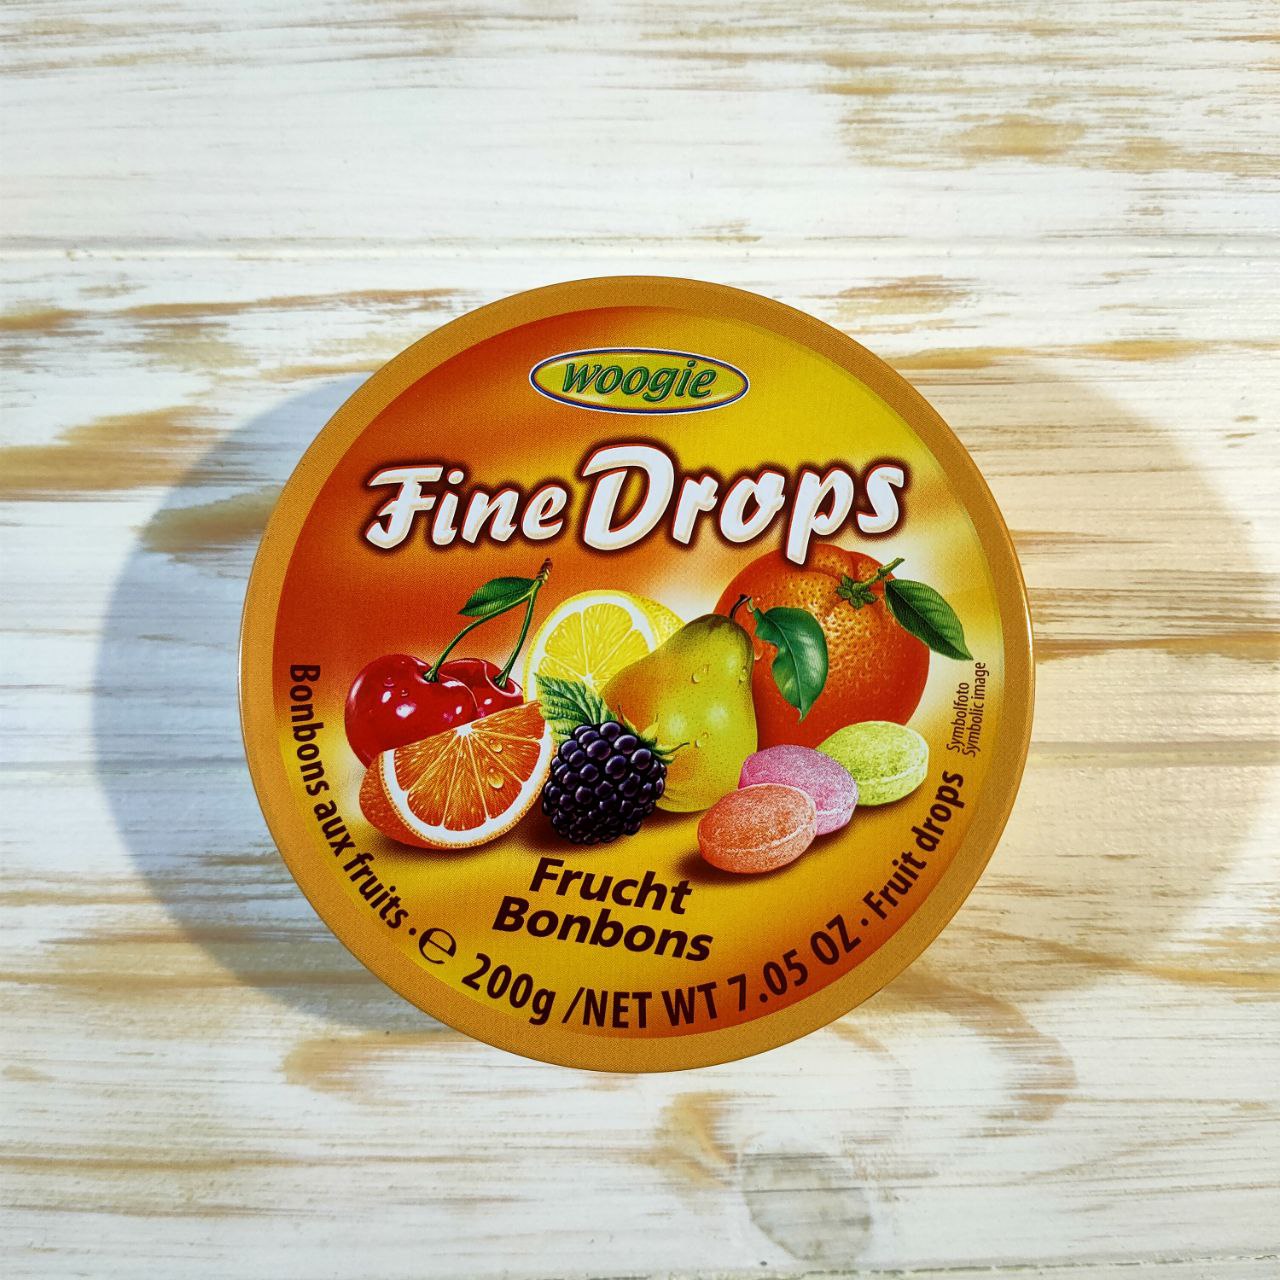 woogie
Fine Drops
Symbolfoto
Symbolic image
Frucht
Bonbons
Bonbons aux fruits · ℮ 200g /NET WT 7.05 OZ · Fruit drops